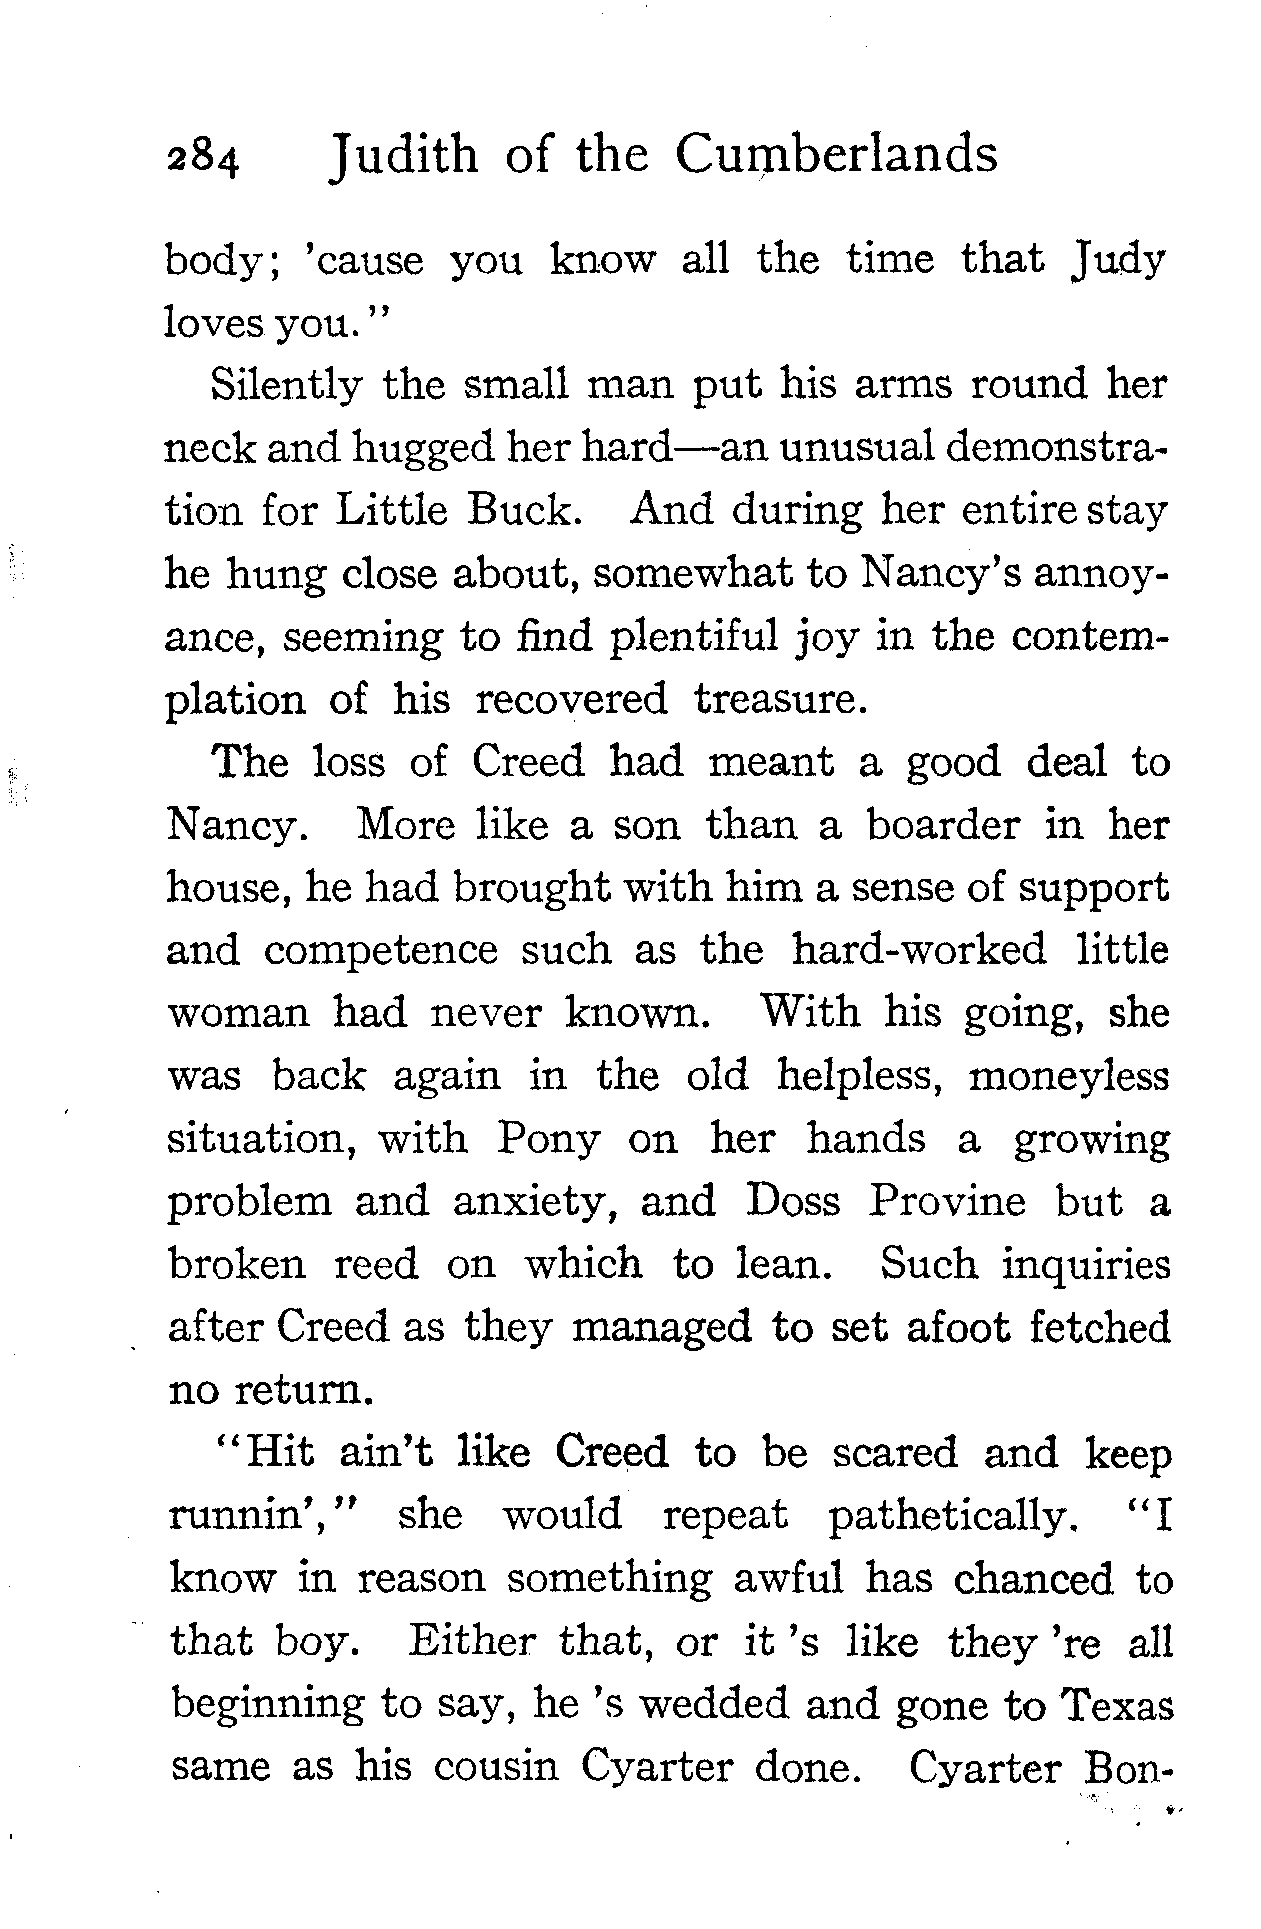 284 Judith of the Cumberlands
body; 'cause you know all the time that Judy
loves you."
Silently the small man put his arms round her
neck and hugged her hard—an unusual demonstra-
tion for Little Buck. And during her entire stay
he hung close about, somewhat to Nancy's annoy-
ance, seeming to find plentiful joy in the contem-
plation of his recovered treasure.
The loss of Creed had meant a good deal to
Nancy. More like a son than a boarder in her
house, he had brought with him a sense of support
and competence such as the hard-worked little
woman had never known. With his going, she
was back again in the old helpless, moneyless
situation, with Pony on her hands a growing
problem and anxiety, and Doss Provine but a
broken reed on which to lean. Such inquiries
after Creed as they managed to set afoot fetched
no return.
"Hit ain't like Creed to be scared and keep
runnin'," she would repeat pathetically. "I
know in reason something awful has chanced to
that boy. Either that, or it 's like they 're all
beginning to say, he 's wedded and gone to Texas
same as his cousin Cyarter done. Cyarter Bon-